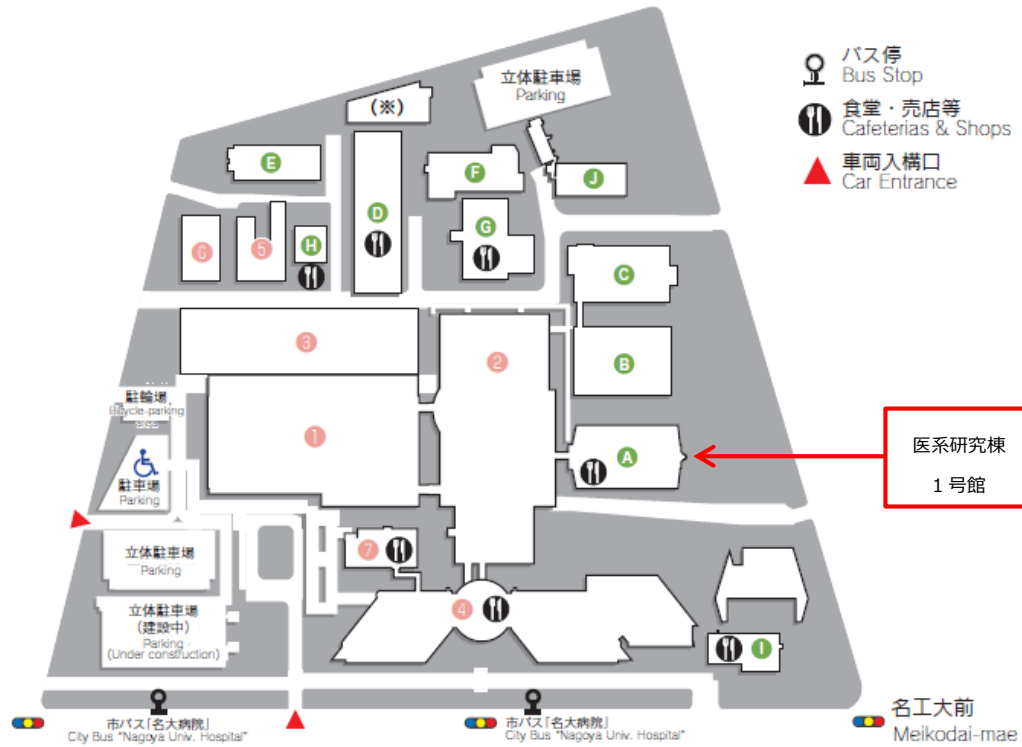 立体駐車場
Parking
バス停
Bus Stop
食堂・売店等
Cafeterias & Shops
車両入構口
Car Entrance
(※)
E
F
J
D
G
6
5
H
C
3
2
B
駐輪場
Bicycle-parking
area
1
A
医系研究棟
1号館
駐車場
Parking
立体駐車場
Parking
7
立体駐車場
(建設中)
Parking
(Under construction)
4
I
市バス「名大病院」
City Bus "Nagoya Univ. Hospital"
市バス「名大病院」
City Bus "Nagoya Univ. Hospital"
名工大前
Meikodai-mae